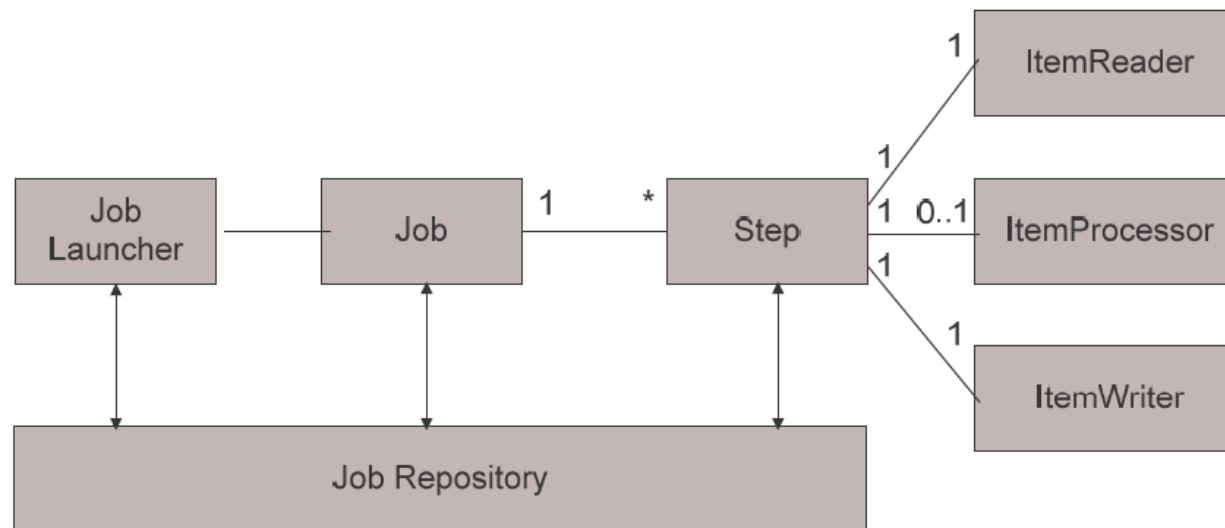 1
ItemReader
1
Job
Launcher
Job
1
*
Step
1
0..1
ItemProcessor
1
1
ItemWriter
Job Repository